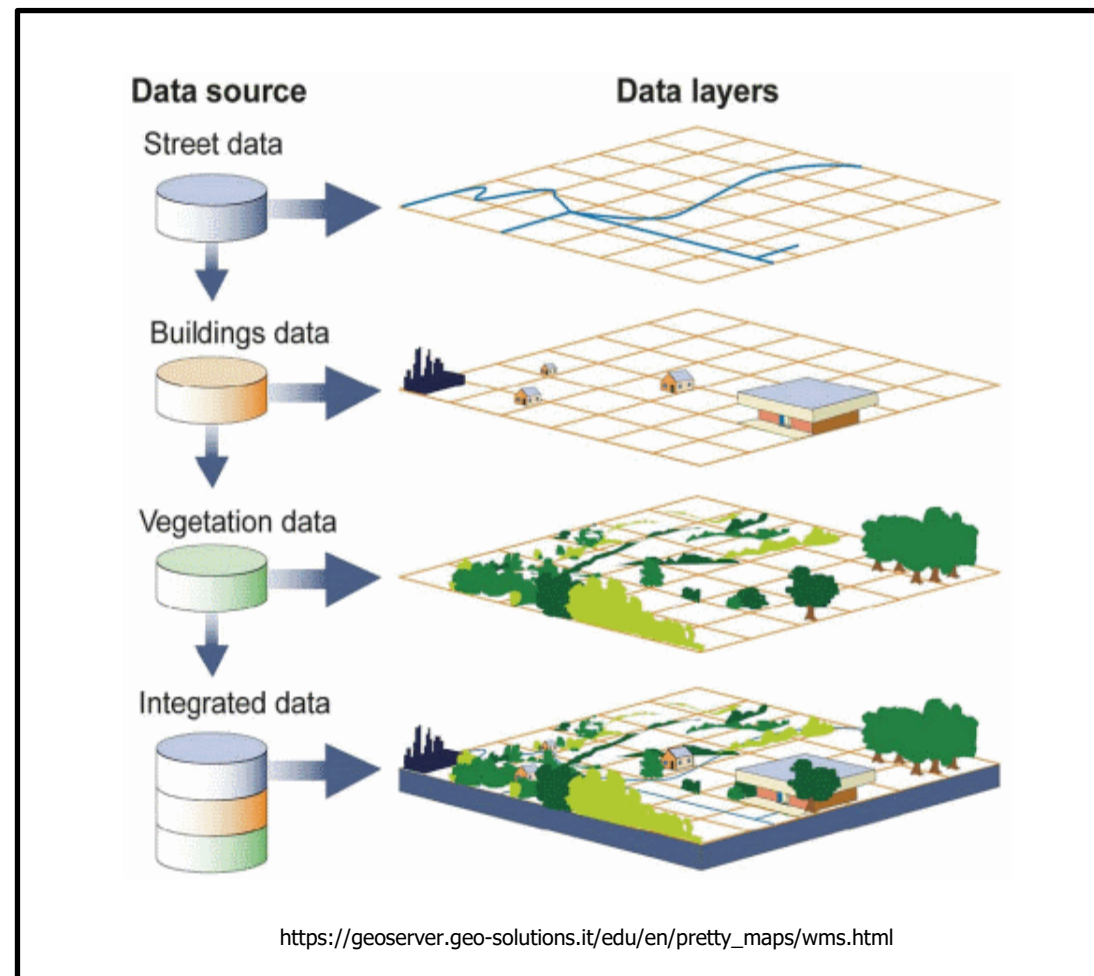 Data source
Data layers
Street data
Buildings data
Vegetation data
Integrated data
https://geoserver.geo-solutions.it/edu/en/pretty_maps/wms.html